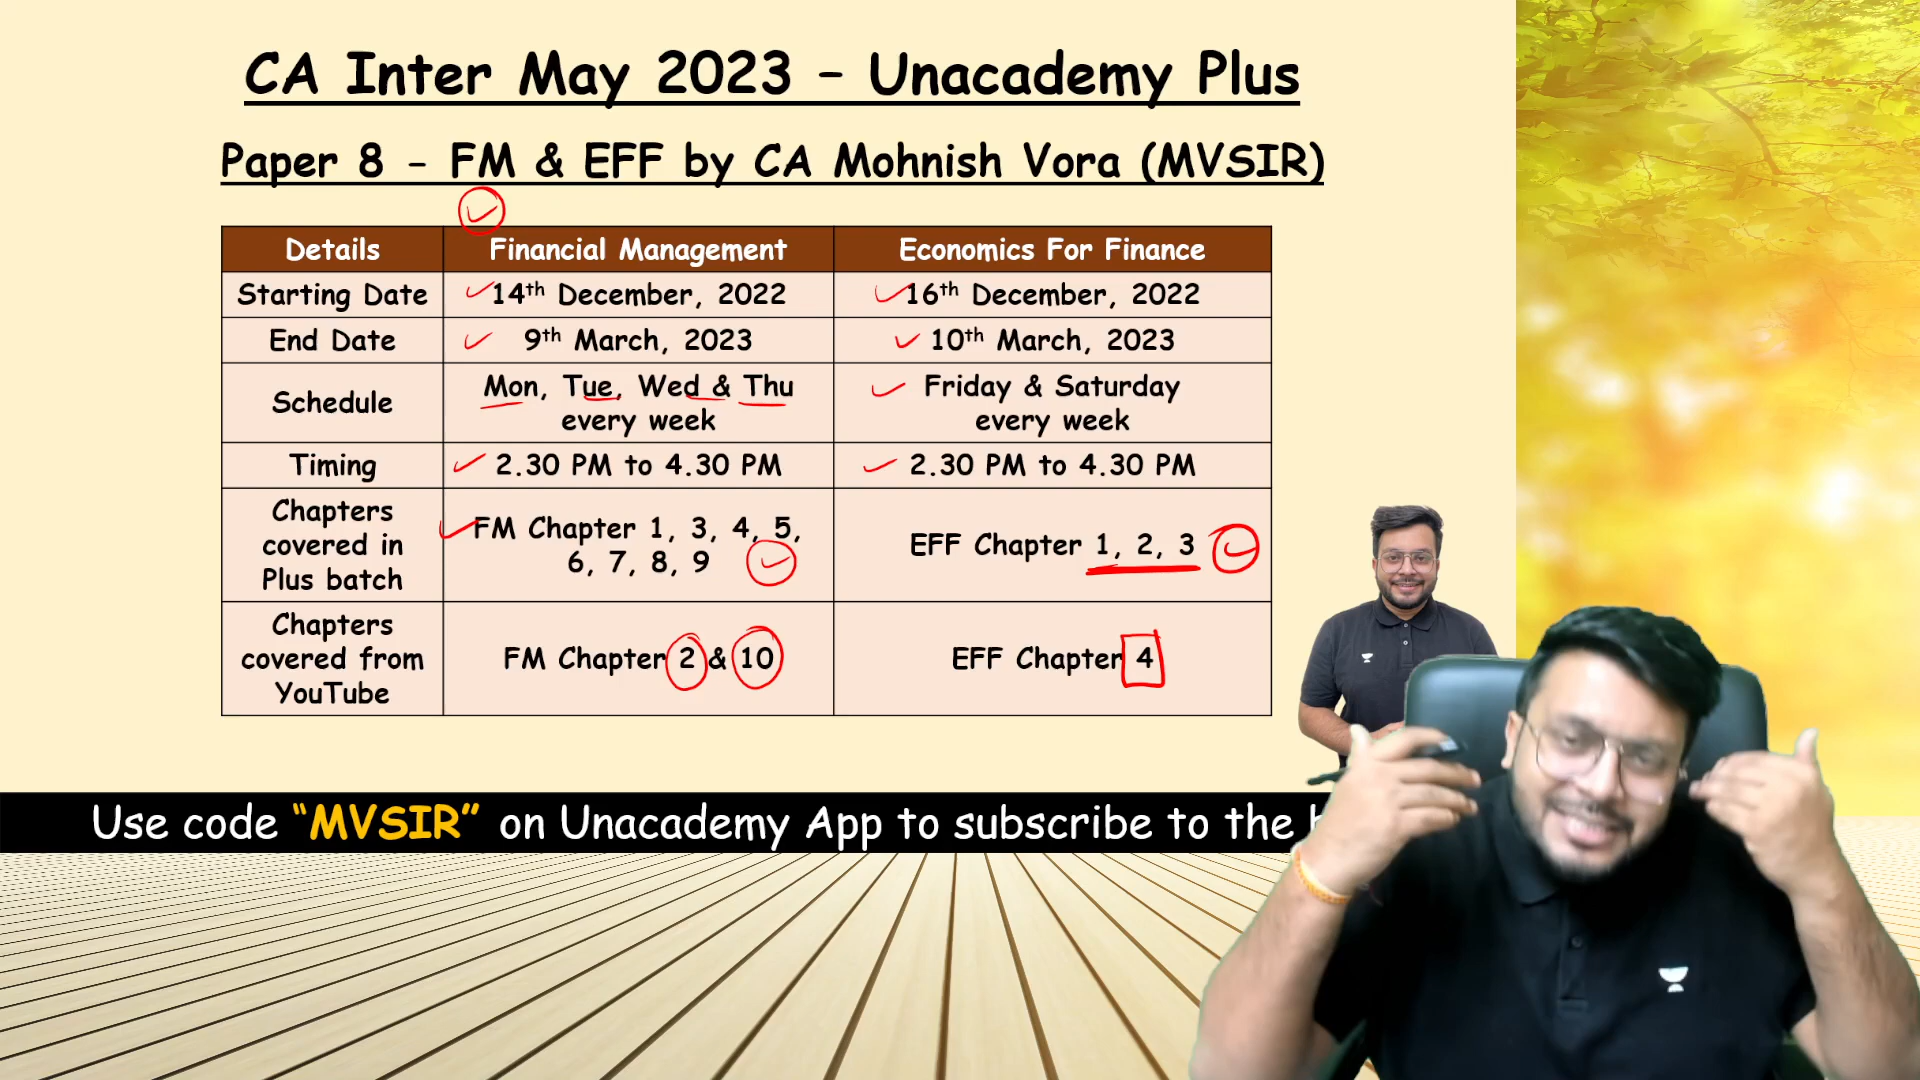 CA Inter May 2023 – Unacademy Plus
Paper 8 - FM & EFF by CA Mohnish Vora (MVSIR)
Details Financial Management Economics For Finance
Starting Date 14th December, 2022 16th December, 2022
End Date 9th March, 2023 10th March, 2023
Schedule Mon, Tue, Wed & Thu every week Friday & Saturday every week
Timing 2.30 PM to 4.30 PM 2.30 PM to 4.30 PM
Chapters covered in Plus batch FM Chapter 1, 3, 4, 5, 6, 7, 8, 9 EFF Chapter 1, 2, 3
Chapters covered from YouTube FM Chapter 2 & 10 EFF Chapter 4
Use code “MVSIR” on Unacademy App to subscribe to the